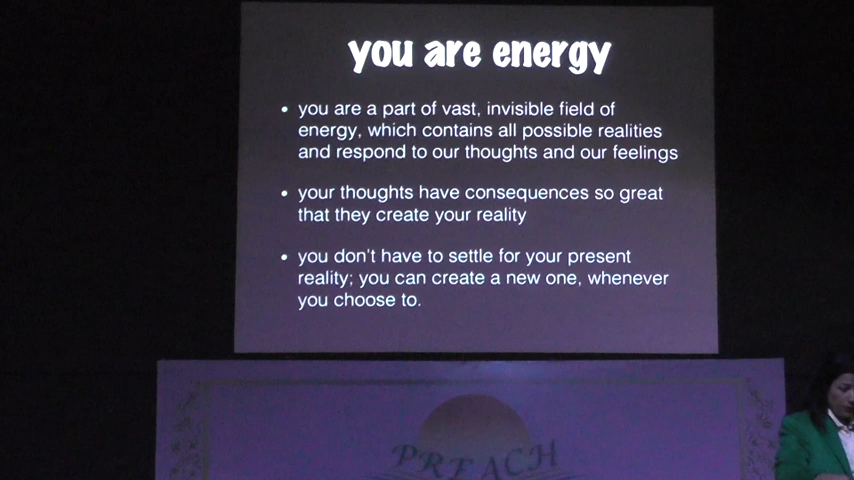 you are energy
• you are a part of vast, invisible field of
energy, which contains all possible realities
and respond to our thoughts and our feelings
• your thoughts have consequences so great
that they create your reality
• you don't have to settle for your present
reality; you can create a new one, whenever
you choose to.
PREACH